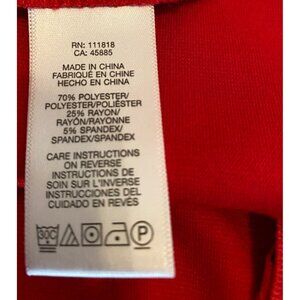 RN: 111818
CA: 45885
MADE IN CHINA
FABRIQUÉ EN CHINE
HECHO EN CHINA
70% POLYESTER/
POLYESTER/POLIÉSTER
25% RAYON/
RAYON/RAYONNE
5% SPANDEX/
SPANDEX/SPANDEX
CARE INSTRUCTIONS
ON REVERSE
INSTRUCTIONS DE
SOIN SUR L'INVERSE
INSTRUCCIONES DEL
CUIDADO EN REVÉS
30C P